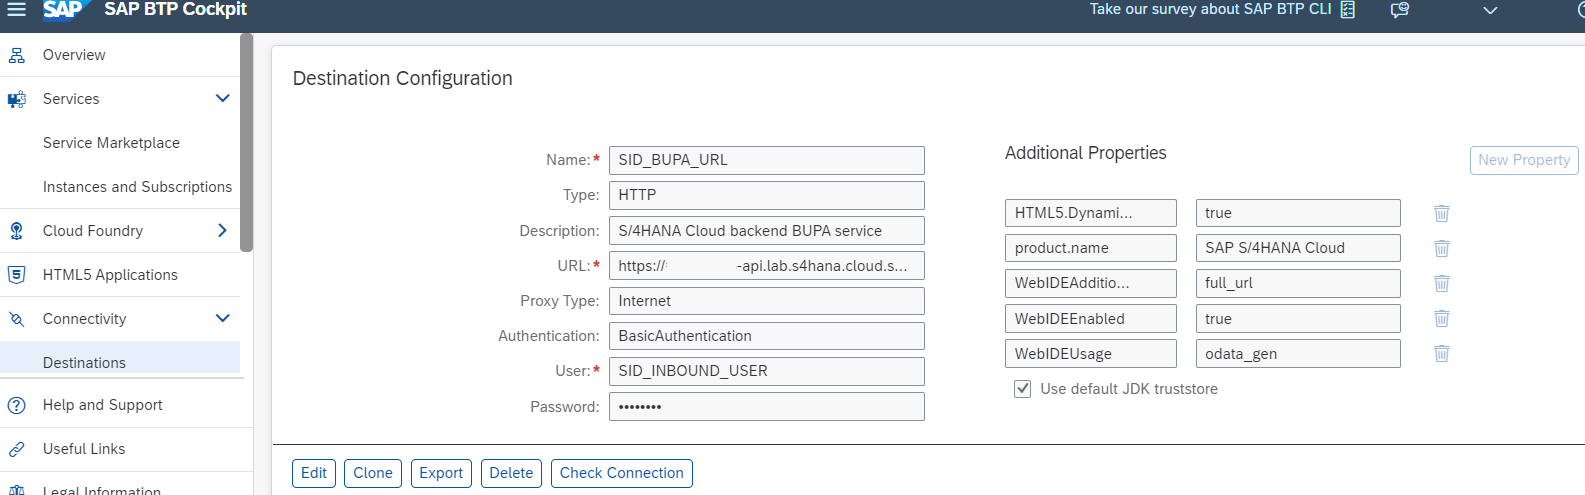 SAP SAP BTP Cockpit Take our survey about SAP BTP CLI
Overview
Services
Service Marketplace
Instances and Subscriptions
Cloud Foundry
HTML5 Applications
Connectivity
Destinations
Help and Support
Useful Links
Legal Information
Destination Configuration
Name:* SID_BUPA_URL
Type: HTTP
Description: S/4HANA Cloud backend BUPA service
URL:* https:// -api.lab.s4hana.cloud.s...
Proxy Type: Internet
Authentication: BasicAuthentication
User:* SID_INBOUND_USER
Password: ••••••••
Additional Properties New Property
HTML5.Dynami... true
product.name SAP S/4HANA Cloud
WebIDEAdditio... full_url
WebIDEEnabled true
WebIDEUsage odata_gen
Use default JDK truststore
Edit Clone Export Delete Check Connection